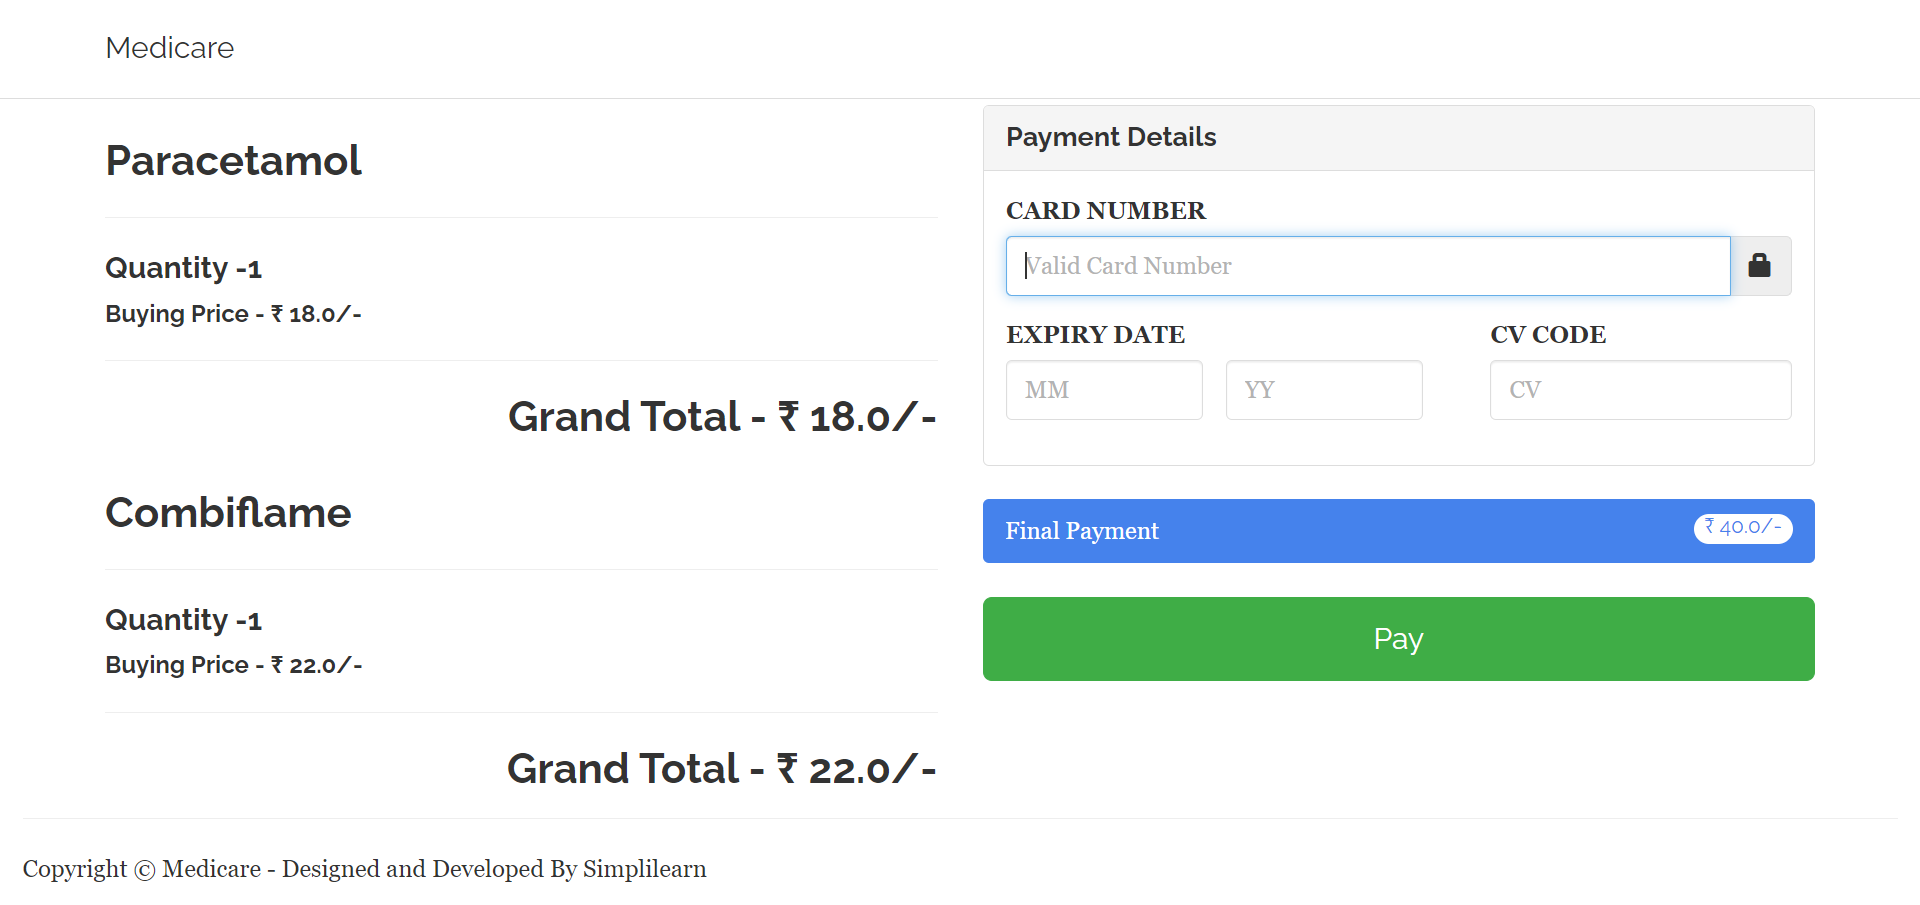 Medicare
Paracetamol
Quantity -1
Buying Price - ₹ 18.0/-
Grand Total - ₹ 18.0/-
Combiflame
Quantity -1
Buying Price - ₹ 22.0/-
Grand Total - ₹ 22.0/-
Payment Details
CARD NUMBER
Valid Card Number
EXPIRY DATE CV CODE
MM YY CV
Final Payment ₹ 40.0/-
Pay
Copyright © Medicare - Designed and Developed By Simplilearn